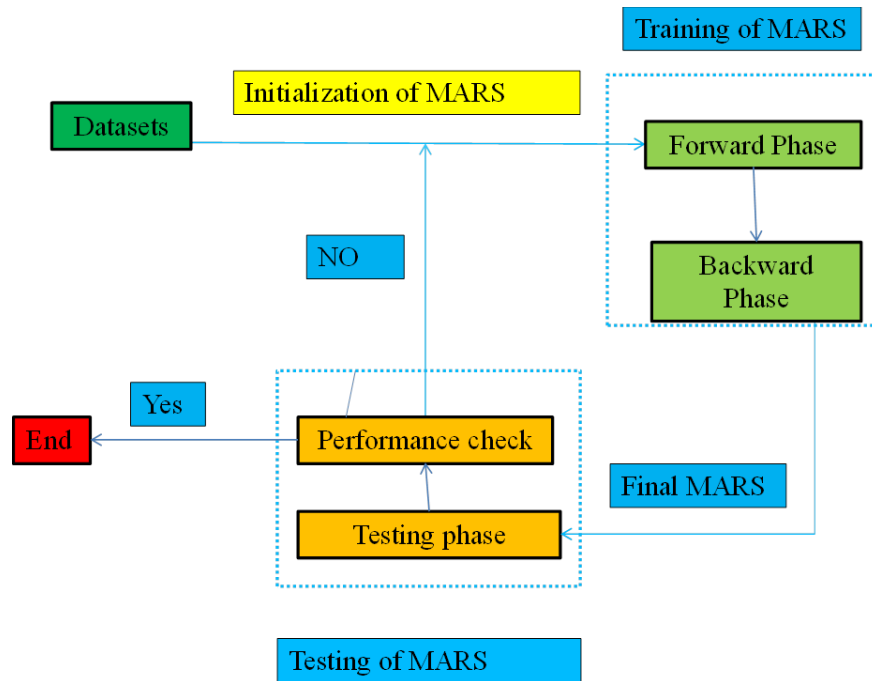 Training of MARS
Initialization of MARS
Datasets
Forward Phase
NO
Backward
Phase
Yes
End
Performance check
Final MARS
Testing phase
Testing of MARS